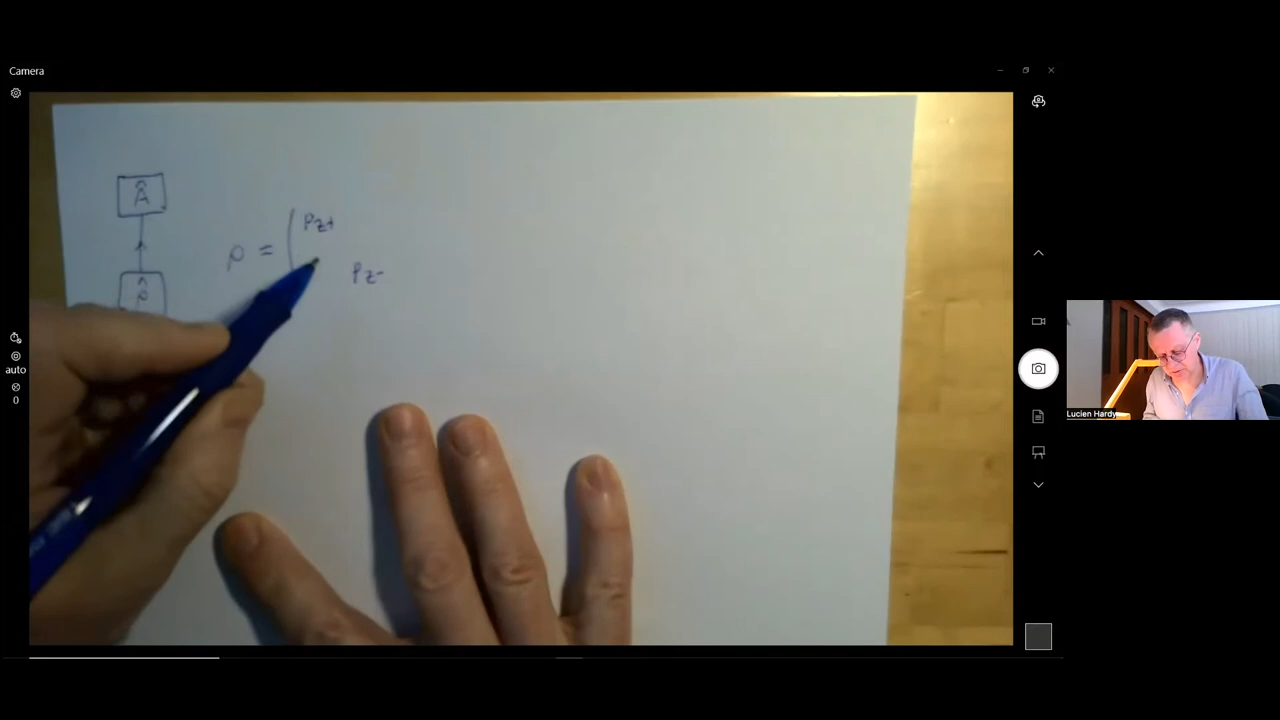 Camera
Â
ρ = ( Pz+
Pz-
ρ̂
auto
0
Lucien Hardy